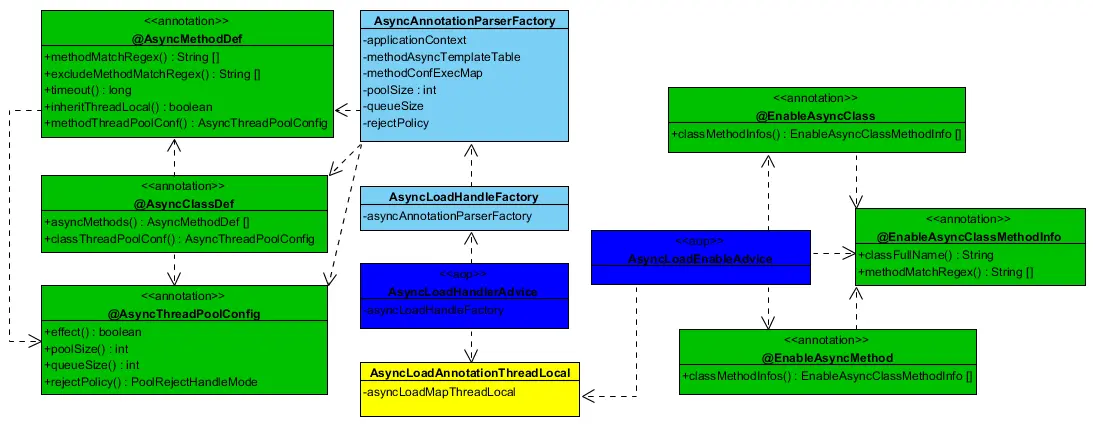 <<annotation>>
@AsyncMethodDef
+methodMatchRegex() : String []
+excludeMethodMatchRegex() : String []
+timeout() : long
+inheritThreadLocal() : boolean
+methodThreadPoolConf() : AsyncThreadPoolConfig
<<annotation>>
@AsyncClassDef
+asyncMethods() : AsyncMethodDef []
+classThreadPoolConf() : AsyncThreadPoolConfig
<<annotation>>
@AsyncThreadPoolConfig
+effect() : boolean
+poolSize() : int
+queueSize() : int
+rejectPolicy() : PoolRejectHandleMode
AsyncAnnotationParserFactory
-applicationContext
-methodAsyncTemplateTable
-methodConfExecMap
-poolSize : int
-queueSize
-rejectPolicy
AsyncLoadHandleFactory
-asyncAnnotationParserFactory
<<aop>>
AsyncLoadHandlerAdvice
-asyncLoadHandleFactory
AsyncLoadAnnotationThreadLocal
-asyncLoadMapThreadLocal
<<annotation>>
@EnableAsyncClass
+classMethodInfos() : EnableAsyncClassMethodInfo []
<<aop>>
AsyncLoadEnableAdvice
<<annotation>>
@EnableAsyncClassMethodInfo
+classFullName() : String
+methodMatchRegex() : String []
<<annotation>>
@EnableAsyncMethod
+classMethodInfos() : EnableAsyncClassMethodInfo []